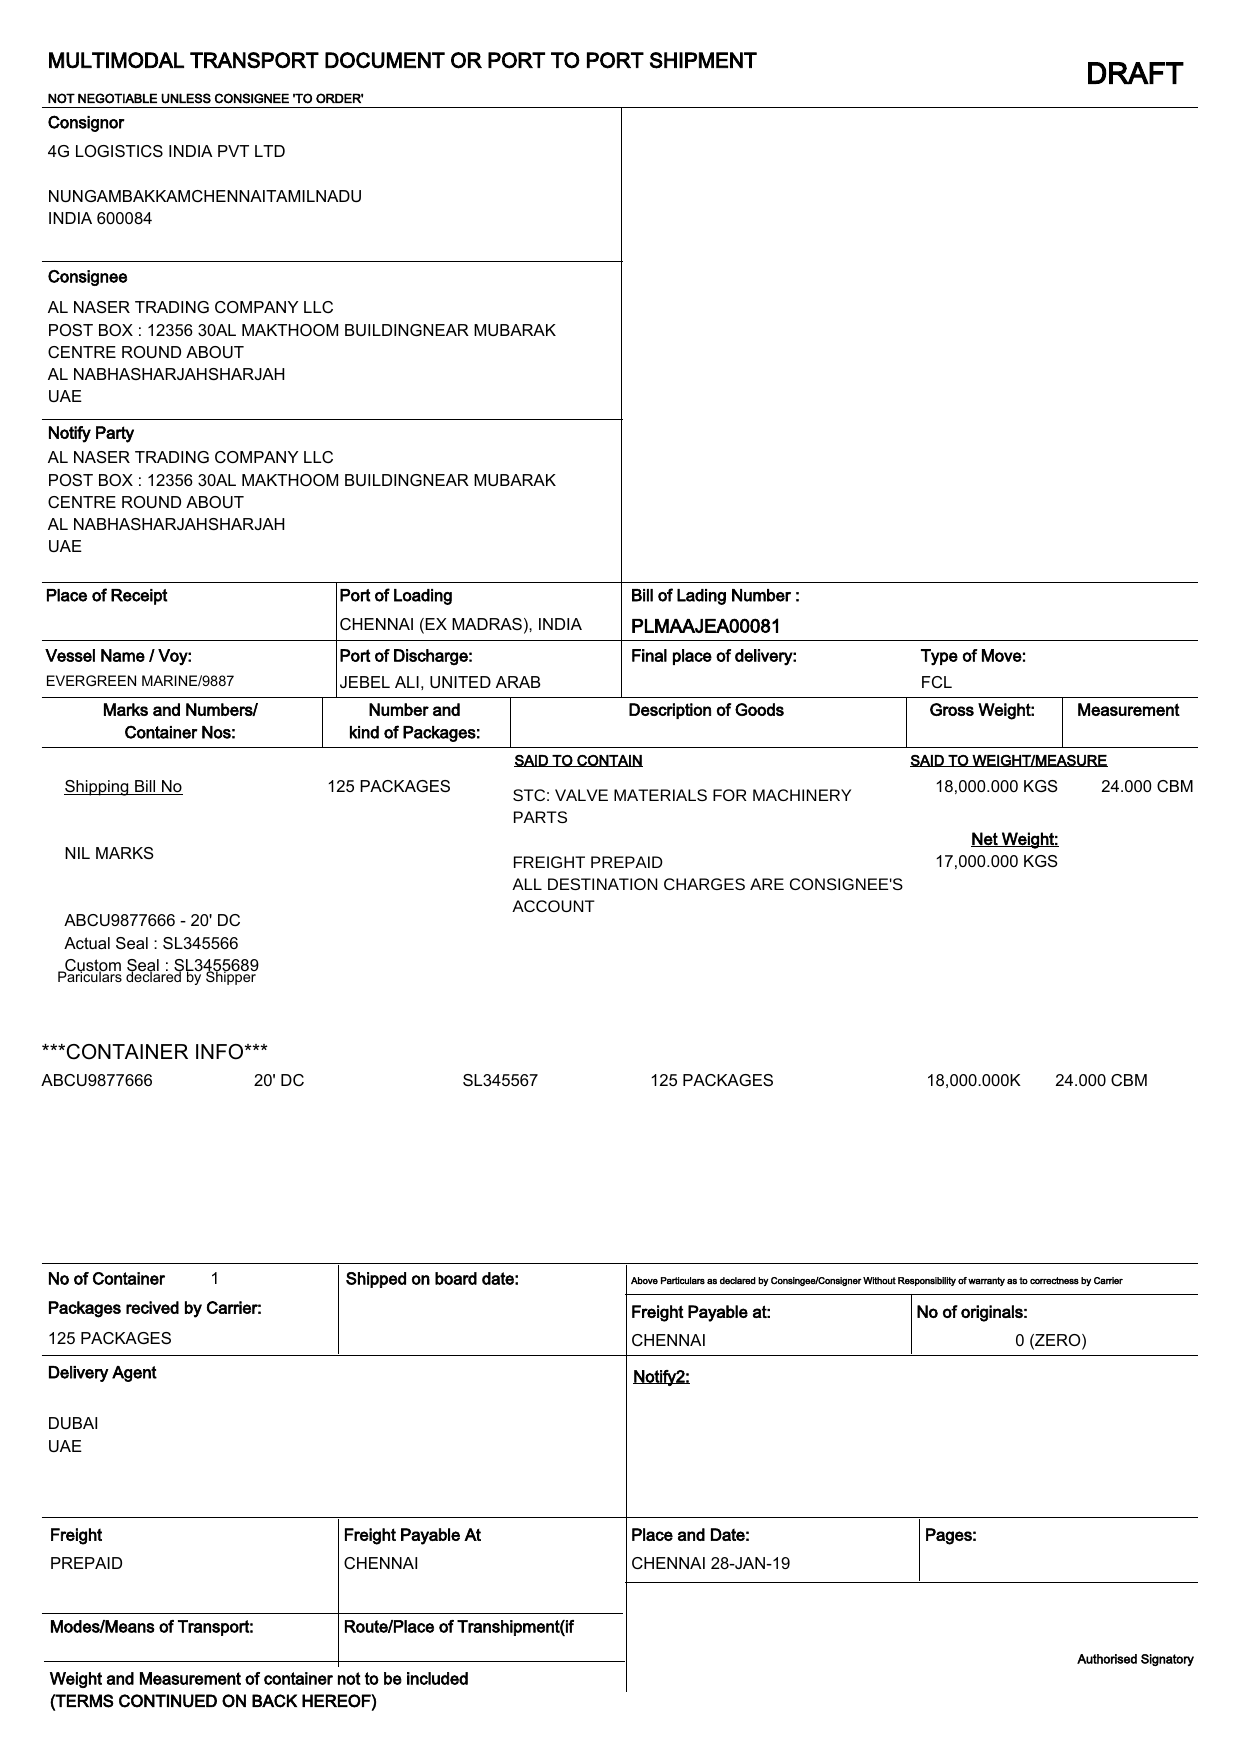 MULTIMODAL TRANSPORT DOCUMENT OR PORT TO PORT SHIPMENT
DRAFT
NOT NEGOTIABLE UNLESS CONSIGNEE 'TO ORDER'
Consignor
4G LOGISTICS INDIA PVT LTD
NUNGAMBAKKAMCHENNAITAMILNADU
INDIA 600084
Consignee
AL NASER TRADING COMPANY LLC
POST BOX : 12356 30AL MAKTHOOM BUILDINGNEAR MUBARAK
CENTRE ROUND ABOUT
AL NABHASHARJAHSHARJAH
UAE
Notify Party
AL NASER TRADING COMPANY LLC
POST BOX : 12356 30AL MAKTHOOM BUILDINGNEAR MUBARAK
CENTRE ROUND ABOUT
AL NABHASHARJAHSHARJAH
UAE
Place of Receipt
Port of Loading
CHENNAI (EX MADRAS), INDIA
Bill of Lading Number :
PLMAAJEA00081
Vessel Name / Voy:
EVERGREEN MARINE/9887
Port of Discharge:
JEBEL ALI, UNITED ARAB
Final place of delivery:
Type of Move:
FCL
Marks and Numbers/
Container Nos:
Number and
kind of Packages:
Description of Goods
Gross Weight:
Measurement
SAID TO CONTAIN
SAID TO WEIGHT/MEASURE
Shipping Bill No
125 PACKAGES
STC: VALVE MATERIALS FOR MACHINERY
PARTS
18,000.000 KGS
24.000 CBM
Net Weight:
17,000.000 KGS
NIL MARKS
FREIGHT PREPAID
ALL DESTINATION CHARGES ARE CONSIGNEE'S
ACCOUNT
ABCU9877666 - 20' DC
Actual Seal : SL345566
Custom Seal : SL3455689
Pariculars declared by Shipper
***CONTAINER INFO***
ABCU9877666 20' DC SL345567 125 PACKAGES 18,000.000K 24.000 CBM
No of Container 1
Packages recived by Carrier:
125 PACKAGES
Shipped on board date:
Above Particulars as declared by Consingee/Consigner Without Responsibility of warranty as to correctness by Carrier
Freight Payable at:
CHENNAI
No of originals:
0 (ZERO)
Delivery Agent
DUBAI
UAE
Notify2:
Freight
PREPAID
Freight Payable At
CHENNAI
Place and Date:
CHENNAI 28-JAN-19
Pages:
Modes/Means of Transport:
Route/Place of Transhipment(if
Authorised Signatory
Weight and Measurement of container not to be included
(TERMS CONTINUED ON BACK HEREOF)